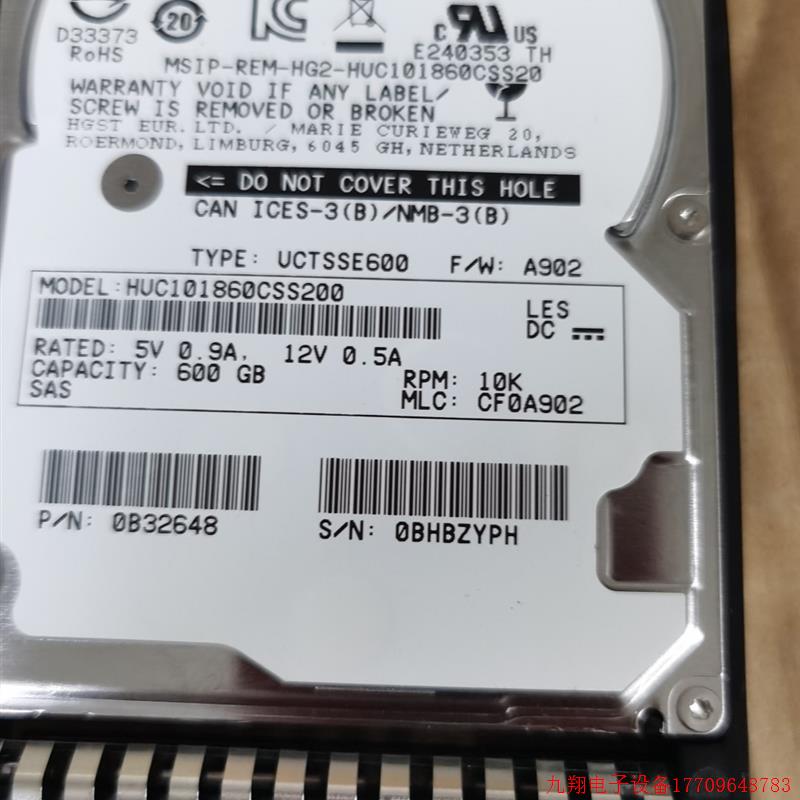 20
D33373
RoHS
C RU US
E240353 TH
MSIP-REM-HG2-HUC101860CSS20
WARRANTY VOID IF ANY LABEL/
SCREW IS REMOVED OR BROKEN
HGST EUR.LTD. / MARIE CURIEWEG 20,
ROERMOND, LIMBURG, 6045 GH, NETHERLANDS
<= DO NOT COVER THIS HOLE
CAN ICES-3(B)/NMB-3(B)
TYPE: UCTSSE600 F/W: A902
MODEL:HUC101860CSS200
LES
DC
RATED: 5V 0.9A, 12V 0.5A
CAPACITY: 600 GB
RPM: 10K
SAS
MLC: CF0A902
P/N: 0B32648
S/N: 0BHBZYPH
九翔电子设备17709648783